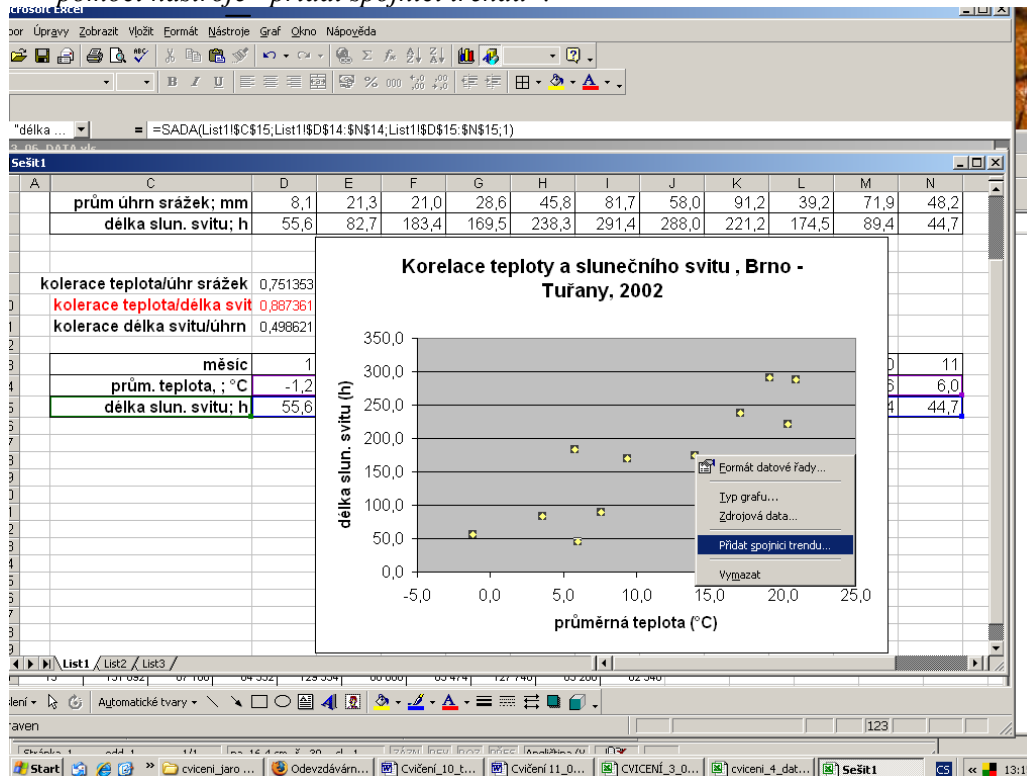 pomocí nástroje "přidat spojnici trendu".
crosoft Excel
Úpravy Zobrazit Vložit Formát Nástroje Graf Okno Nápověda
B I U % 000
"délka ... = =SADA(List1!$C$15;List1!$D$14:$N$14;List1!$D$15:$N$15;1)
Sešit1
A C D E F G H I J K L M N
prům úhrn srážek; mm 8,1 21,3 21,0 28,6 45,8 81,7 58,0 91,2 39,2 71,9 48,2
délka slun. svitu; h 55,6 82,7 183,4 169,5 238,3 291,4 288,0 221,2 174,5 89,4 44,7
kolerace teplota/úhr srážek 0,751353
kolerace teplota/délka svit 0,887361
kolerace délka svitu/úhrn 0,498621
měsíc 1 11
prům. teplota, ; °C -1,2 6,0
délka slun. svitu; h 55,6 44,7
Korelace teploty a slunečního svitu , Brno -
Tuřany, 2002
350,0
300,0
250,0
200,0
150,0
100,0
50,0
0,0
délka slun. svitu (h)
-5,0 0,0 5,0 10,0 15,0 20,0 25,0
průměrná teplota (°C)
Formát datové řady...
Typ grafu...
Zdrojová data...
Přidat spojnici trendu...
Vymazat
List1 / List2 / List3
Automatické tvary
123
Start cviceni_jaro ... Odevzdávárn... Cvičení_10_t... Cvičení 11_0... CVICENÍ_3_0... cviceni_4_dat... Sešit1 CS 13:1